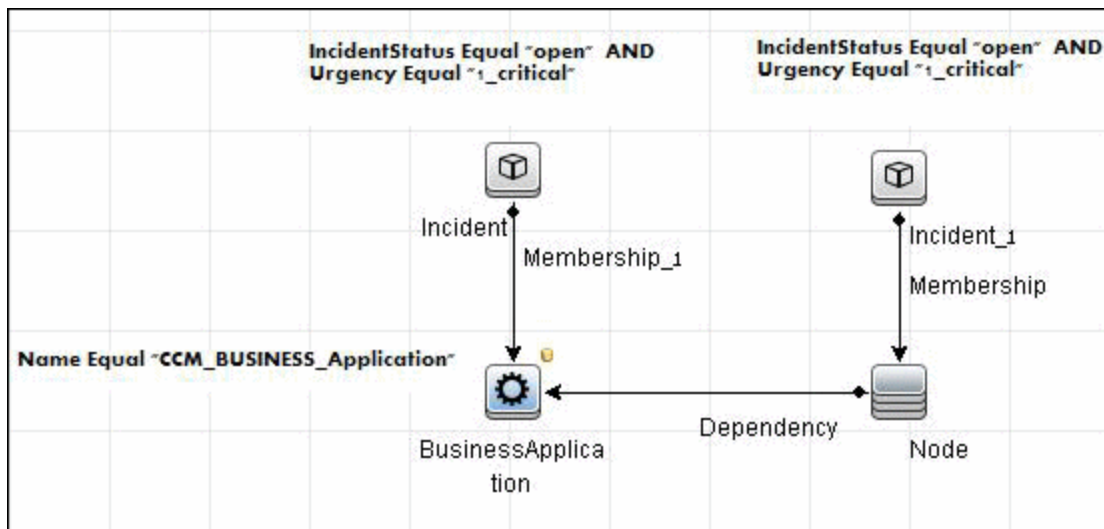 IncidentStatus Equal "open" AND
Urgency Equal "1_critical"
IncidentStatus Equal "open" AND
Urgency Equal "1_critical"
Incident
Membership_1
Incident_1
Membership
Name Equal "CCM_BUSINESS_Application"
Dependency
BusinessApplica
tion
Node